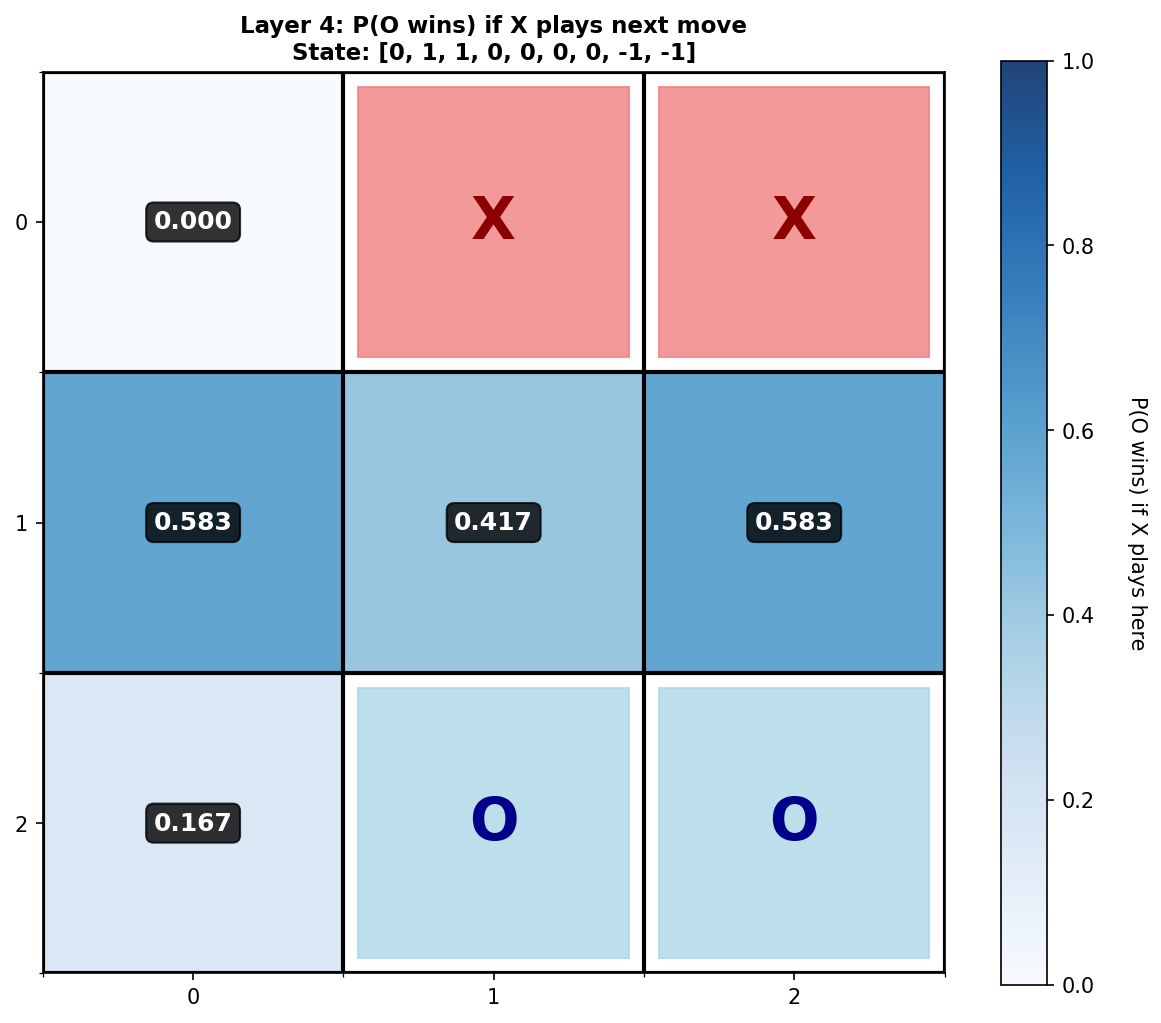 Layer 4: P(O wins) if X plays next move
State: [0, 1, 1, 0, 0, 0, 0, -1, -1]
0
0.000
X
X
1
0.583
0.417
0.583
2
0.167
O
O
0
1
2
1.0
0.8
0.6
0.4
0.2
0.0
P(O wins) if X plays here